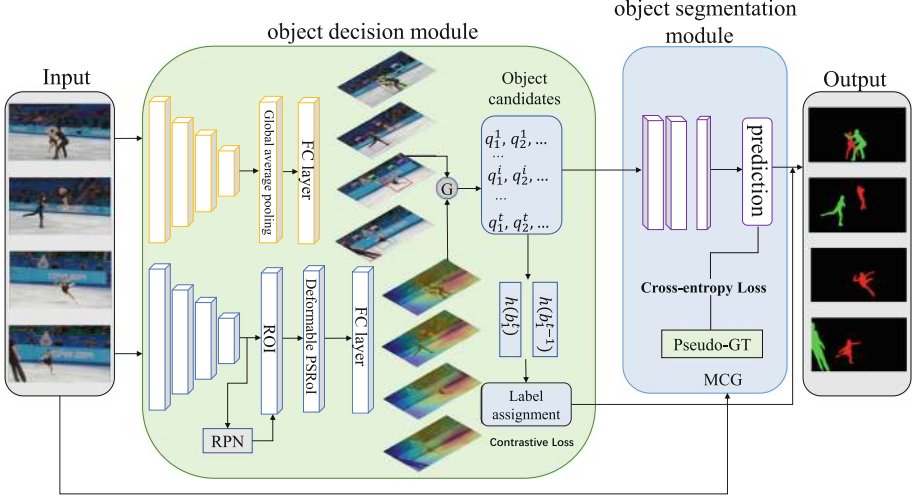 object decision module
object segmentation
module
Input
Output
Global average pooling
FC layer
Object
candidates
G
$q_1^1$, $q_2^1$, ...
...
$q_1^i$, $q_2^i$, ...
...
$q_1^t$, $q_2^t$, ...
prediction
Cross-entropy Loss
Pseudo-GT
MCG
ROI
Deformable PSRoI
FC layer
RPN
$h(b_1^t)$
$h(b_1^{t-1})$
Label
assignment
Contrastive Loss